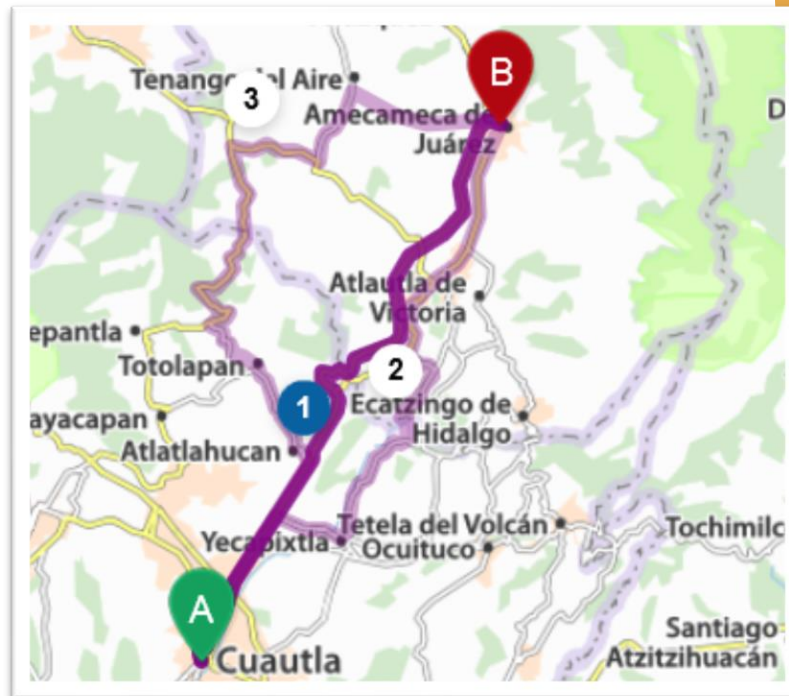 B
Tenango del Aire
3
Amecameca de
Juárez
D
Atlautla de
Victoria
epantla
Totolapan
2
1
Ecatzingo de
Hidalgo
ayacapan
Atlatlahucan
Yecapixtla
Tetela del Volcán
Tochimilc
Ocuituco
A
Santiago
Atzitzihuacán
Cuautla